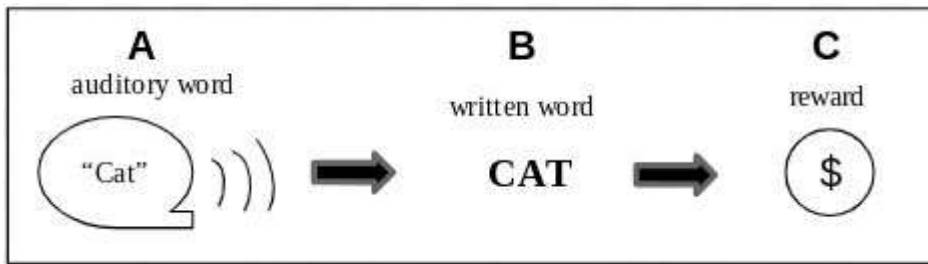 A
auditory word
“Cat”
B
written word
CAT
C
reward
$